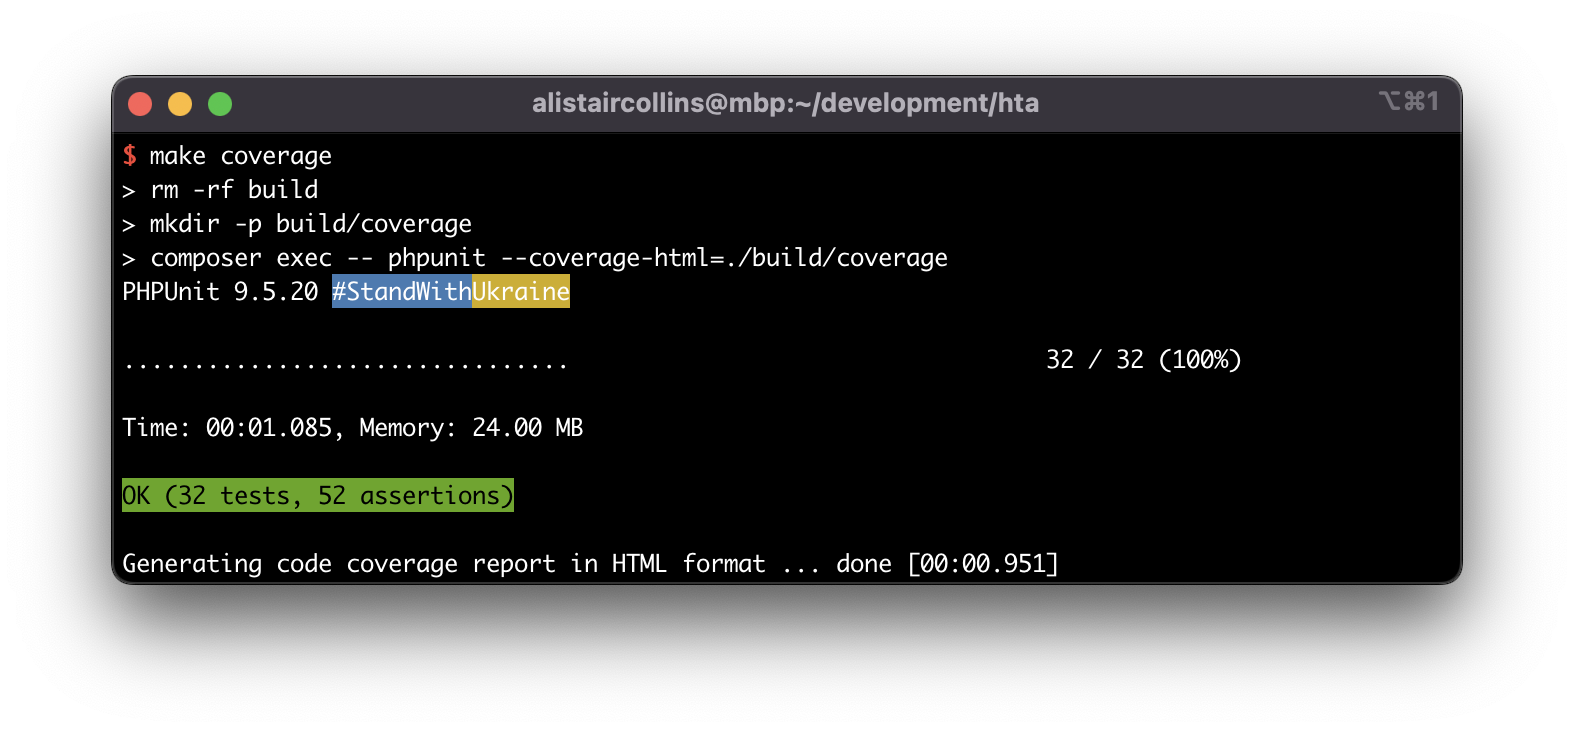 alistaircollins@mbp:~/development/hta
⌥⌘1
$ make coverage
> rm -rf build
> mkdir -p build/coverage
> composer exec -- phpunit --coverage-html=./build/coverage
PHPUnit 9.5.20 #StandWithUkraine
................................ 32 / 32 (100%)
Time: 00:01.085, Memory: 24.00 MB
OK (32 tests, 52 assertions)
Generating code coverage report in HTML format ... done [00:00.951]